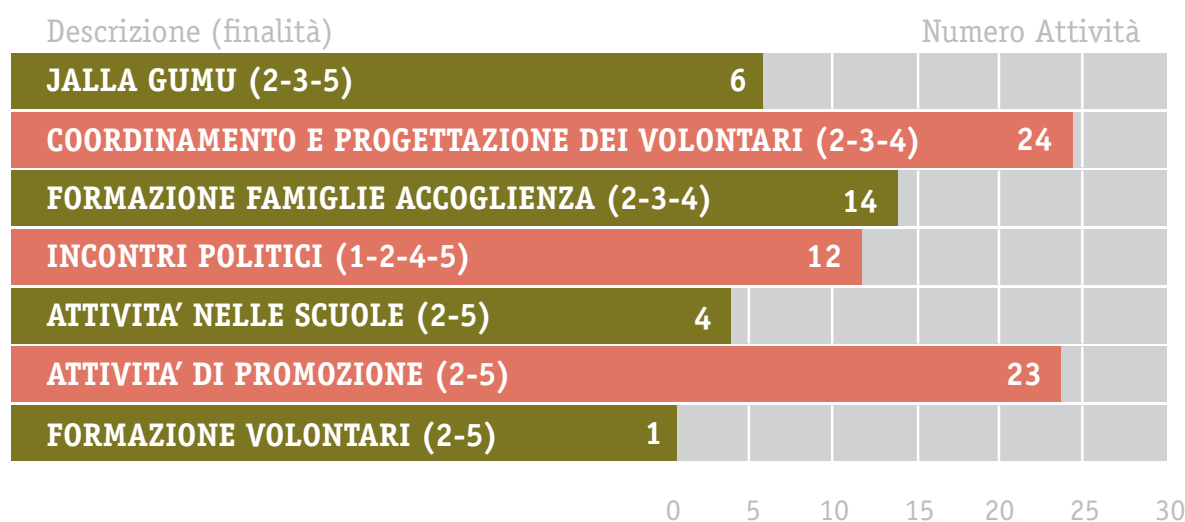 Descrizione (finalità) Numero Attività
JALLA GUMU (2-3-5) 6
COORDINAMENTO E PROGETTAZIONE DEI VOLONTARI (2-3-4) 24
FORMAZIONE FAMIGLIE ACCOGLIENZA (2-3-4) 14
INCONTRI POLITICI (1-2-4-5) 12
ATTIVITA’ NELLE SCUOLE (2-5) 4
ATTIVITA’ DI PROMOZIONE (2-5) 23
FORMAZIONE VOLONTARI (2-5) 1
0 5 10 15 20 25 30